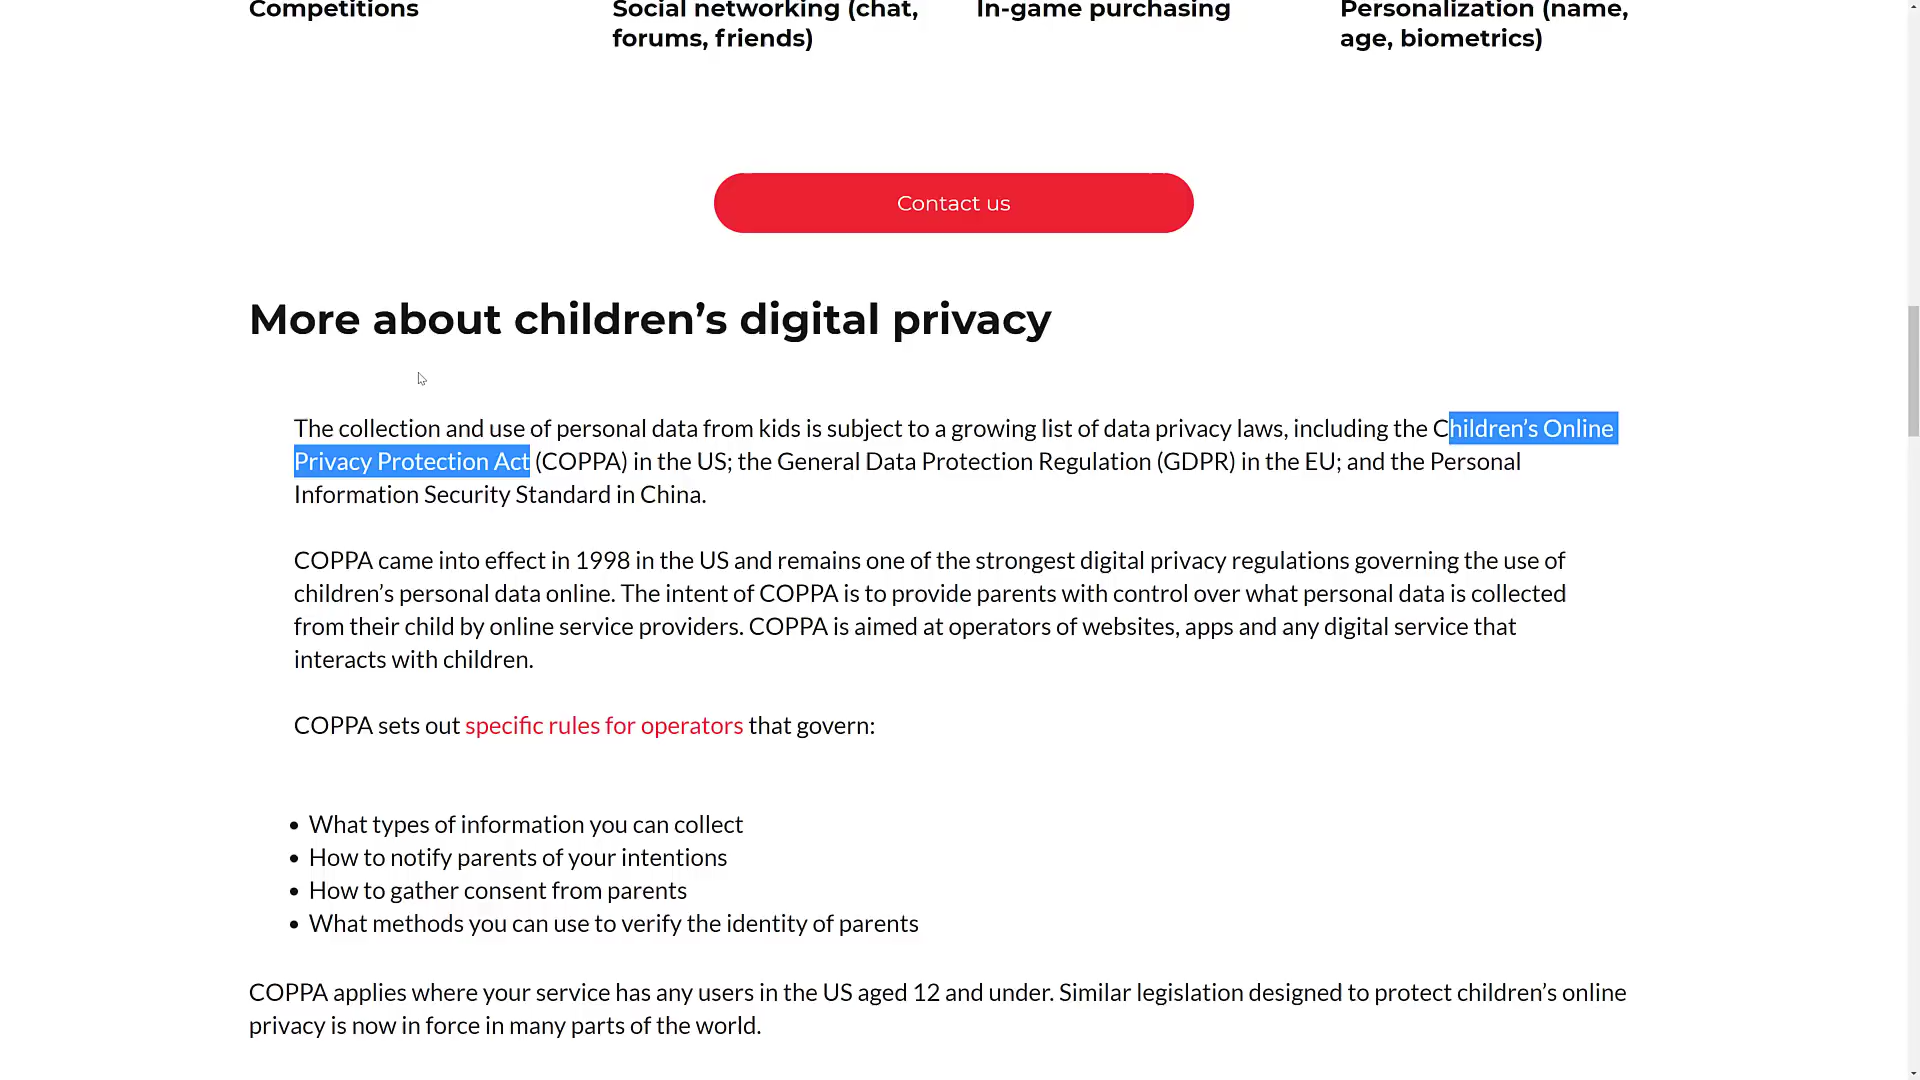 Competitions
Social networking (chat, forums, friends)
In-game purchasing
Personalization (name, age, biometrics)
Contact us
More about children’s digital privacy
The collection and use of personal data from kids is subject to a growing list of data privacy laws, including the Children’s Online
Privacy Protection Act (COPPA) in the US; the General Data Protection Regulation (GDPR) in the EU; and the Personal
Information Security Standard in China.
COPPA came into effect in 1998 in the US and remains one of the strongest digital privacy regulations governing the use of
children’s personal data online. The intent of COPPA is to provide parents with control over what personal data is collected
from their child by online service providers. COPPA is aimed at operators of websites, apps and any digital service that
interacts with children.
COPPA sets out specific rules for operators that govern:
• What types of information you can collect
• How to notify parents of your intentions
• How to gather consent from parents
• What methods you can use to verify the identity of parents
COPPA applies where your service has any users in the US aged 12 and under. Similar legislation designed to protect children’s online
privacy is now in force in many parts of the world.